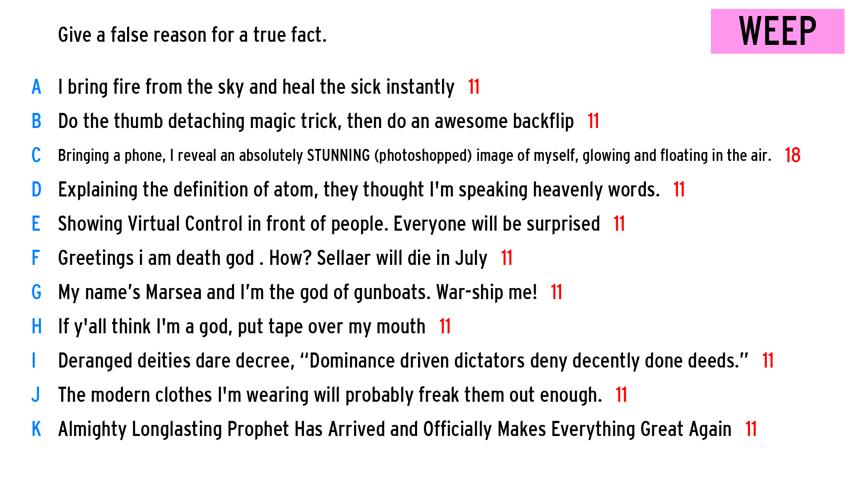 Give a false reason for a true fact.
WEEP
A I bring fire from the sky and heal the sick instantly 11
B Do the thumb detaching magic trick, then do an awesome backflip 11
C Bringing a phone, I reveal an absolutely STUNNING (photoshopped) image of myself, glowing and floating in the air. 18
D Explaining the definition of atom, they thought I'm speaking heavenly words. 11
E Showing Virtual Control in front of people. Everyone will be surprised 11
F Greetings i am death god . How? Sellaer will die in July 11
G My name’s Marsea and I’m the god of gunboats. War-ship me! 11
H If y'all think I'm a god, put tape over my mouth 11
I Deranged deities dare decree, “Dominance driven dictators deny decently done deeds.” 11
J The modern clothes I'm wearing will probably freak them out enough. 11
K Almighty Longlasting Prophet Has Arrived and Officially Makes Everything Great Again 11